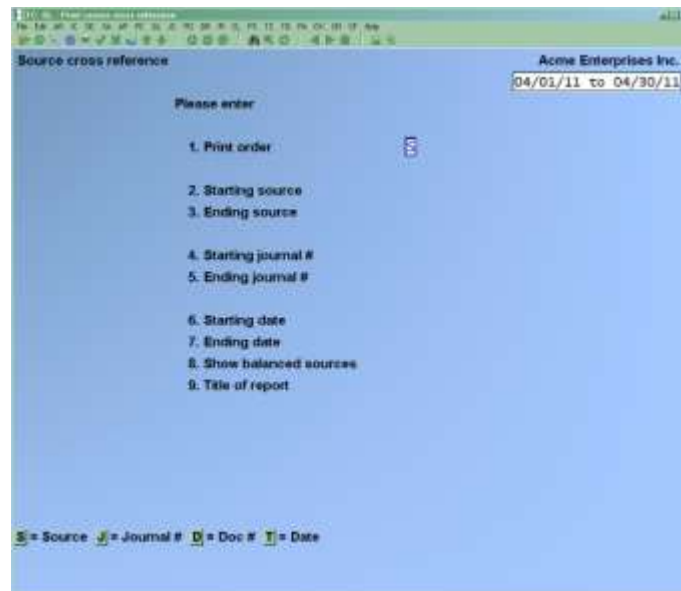 Source cross reference
Acme Enterprises Inc.
04/01/11 to 04/30/11
Please enter
1. Print order S
2. Starting source
3. Ending source
4. Starting journal #
5. Ending journal #
6. Starting date
7. Ending date
8. Show balanced sources
9. Title of report
S = Source J = Journal # D = Doc # T = Date